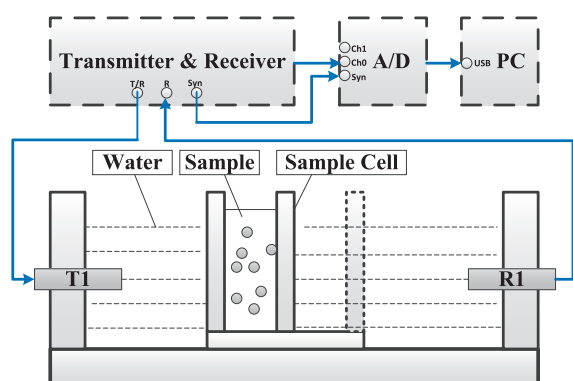 Transmitter & Receiver
T/R R Syn
Ch1
Ch0
Syn
A/D
USB PC
Water
Sample
Sample Cell
T1
R1